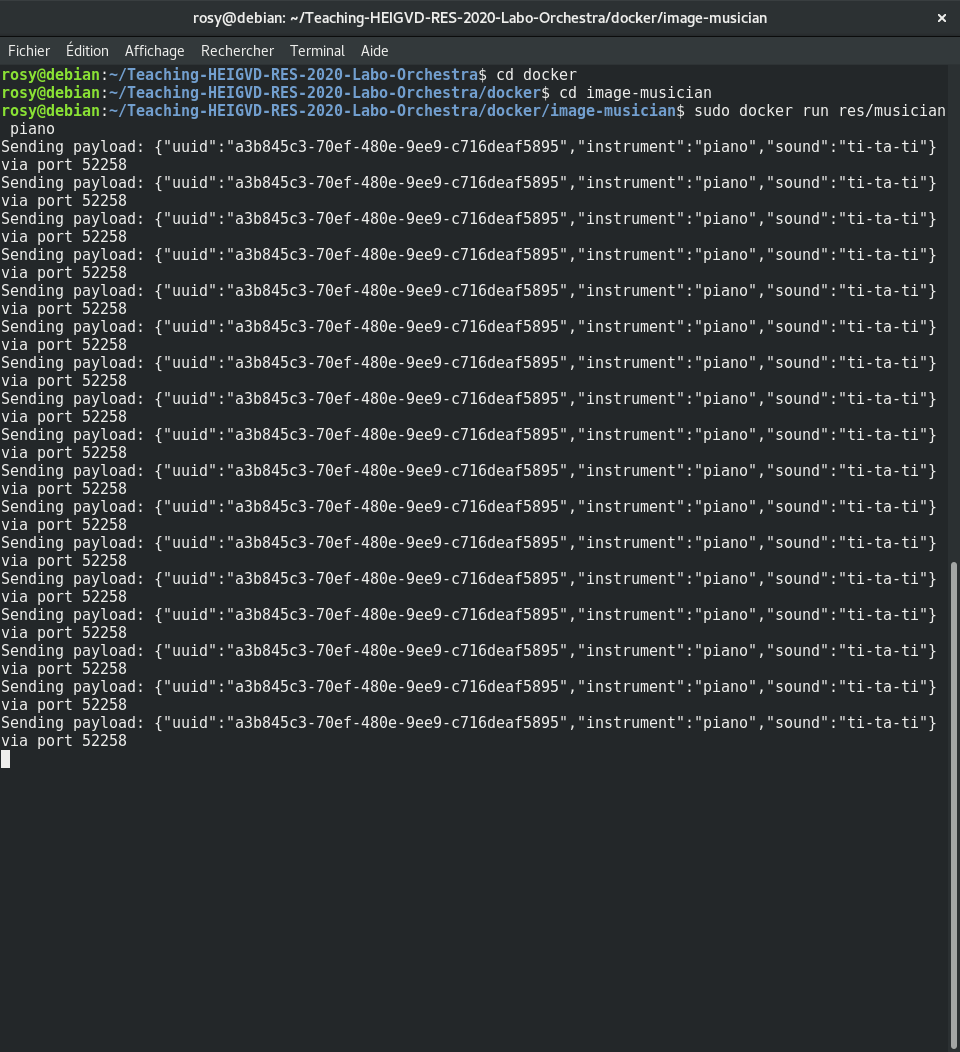 rosy@debian: ~/Teaching-HEIGVD-RES-2020-Labo-Orchestra/docker/image-musician ×
Fichier Édition Affichage Rechercher Terminal Aide
rosy@debian:~/Teaching-HEIGVD-RES-2020-Labo-Orchestra$ cd docker
rosy@debian:~/Teaching-HEIGVD-RES-2020-Labo-Orchestra/docker$ cd image-musician
rosy@debian:~/Teaching-HEIGVD-RES-2020-Labo-Orchestra/docker/image-musician$ sudo docker run res/musician
 piano
Sending payload: {"uuid":"a3b845c3-70ef-480e-9ee9-c716deaf5895","instrument":"piano","sound":"ti-ta-ti"}
via port 52258
Sending payload: {"uuid":"a3b845c3-70ef-480e-9ee9-c716deaf5895","instrument":"piano","sound":"ti-ta-ti"}
via port 52258
Sending payload: {"uuid":"a3b845c3-70ef-480e-9ee9-c716deaf5895","instrument":"piano","sound":"ti-ta-ti"}
via port 52258
Sending payload: {"uuid":"a3b845c3-70ef-480e-9ee9-c716deaf5895","instrument":"piano","sound":"ti-ta-ti"}
via port 52258
Sending payload: {"uuid":"a3b845c3-70ef-480e-9ee9-c716deaf5895","instrument":"piano","sound":"ti-ta-ti"}
via port 52258
Sending payload: {"uuid":"a3b845c3-70ef-480e-9ee9-c716deaf5895","instrument":"piano","sound":"ti-ta-ti"}
via port 52258
Sending payload: {"uuid":"a3b845c3-70ef-480e-9ee9-c716deaf5895","instrument":"piano","sound":"ti-ta-ti"}
via port 52258
Sending payload: {"uuid":"a3b845c3-70ef-480e-9ee9-c716deaf5895","instrument":"piano","sound":"ti-ta-ti"}
via port 52258
Sending payload: {"uuid":"a3b845c3-70ef-480e-9ee9-c716deaf5895","instrument":"piano","sound":"ti-ta-ti"}
via port 52258
Sending payload: {"uuid":"a3b845c3-70ef-480e-9ee9-c716deaf5895","instrument":"piano","sound":"ti-ta-ti"}
via port 52258
Sending payload: {"uuid":"a3b845c3-70ef-480e-9ee9-c716deaf5895","instrument":"piano","sound":"ti-ta-ti"}
via port 52258
Sending payload: {"uuid":"a3b845c3-70ef-480e-9ee9-c716deaf5895","instrument":"piano","sound":"ti-ta-ti"}
via port 52258
Sending payload: {"uuid":"a3b845c3-70ef-480e-9ee9-c716deaf5895","instrument":"piano","sound":"ti-ta-ti"}
via port 52258
Sending payload: {"uuid":"a3b845c3-70ef-480e-9ee9-c716deaf5895","instrument":"piano","sound":"ti-ta-ti"}
via port 52258
Sending payload: {"uuid":"a3b845c3-70ef-480e-9ee9-c716deaf5895","instrument":"piano","sound":"ti-ta-ti"}
via port 52258
Sending payload: {"uuid":"a3b845c3-70ef-480e-9ee9-c716deaf5895","instrument":"piano","sound":"ti-ta-ti"}
via port 52258
Sending payload: {"uuid":"a3b845c3-70ef-480e-9ee9-c716deaf5895","instrument":"piano","sound":"ti-ta-ti"}
via port 52258